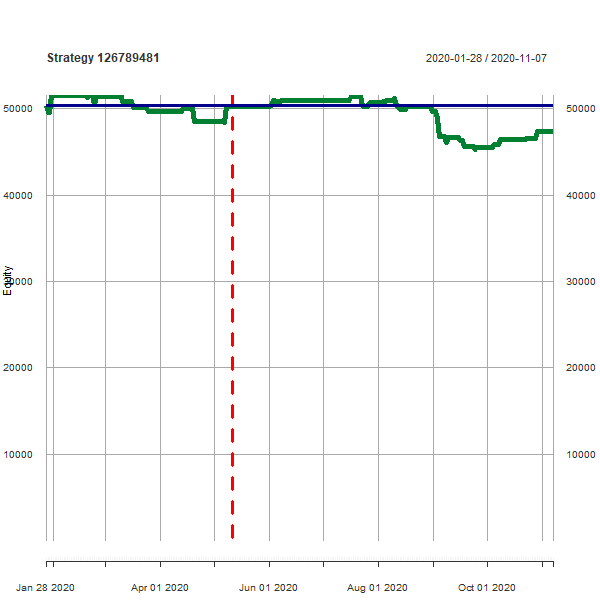 Strategy 126789481
2020-01-28 / 2020-11-07
50000
50000
40000
40000
Equity
30000
30000
20000
20000
10000
10000
Jan 28 2020
Apr 01 2020
Jun 01 2020
Aug 01 2020
Oct 01 2020